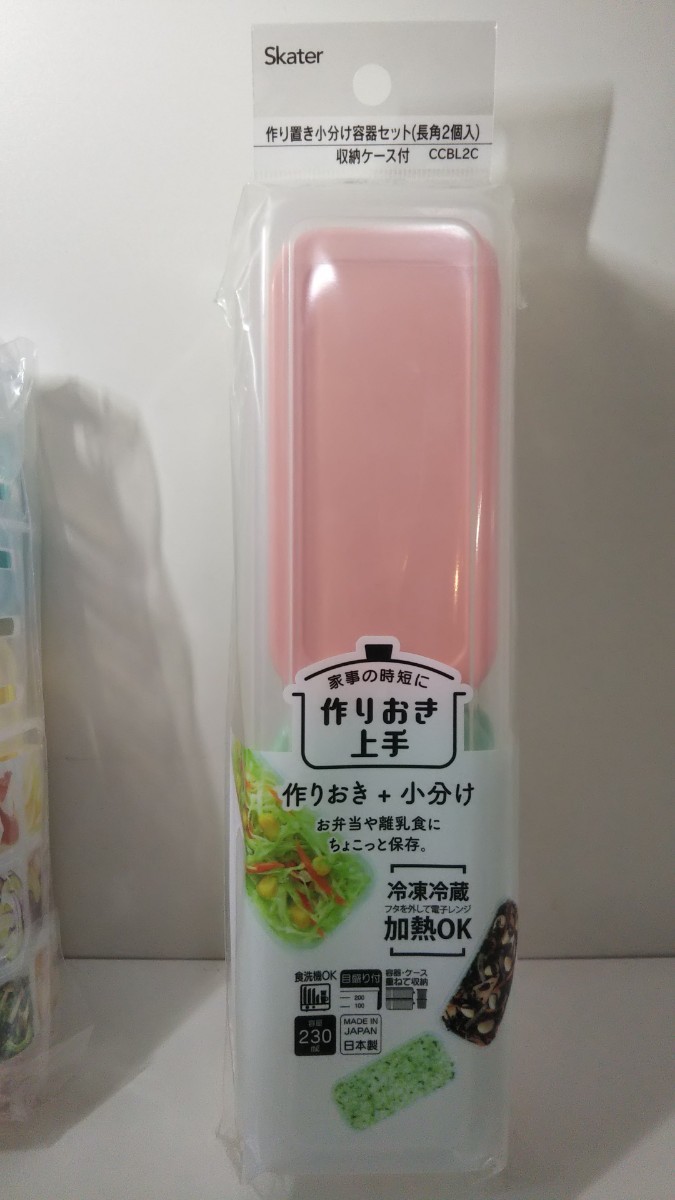 Skater
作り置き小分け容器セット(長角2個入)
収納ケース付 CCBL2C
家事の時短に
作りおき
上手
作りおき + 小分け
お弁当や離乳食に
ちょこっと保存。
冷凍冷蔵
フタを外して電子レンジ
加熱OK
食洗機OK
目盛り付
200
100
容器・ケース
重ねて収納
容量
230
ml
MADE IN
JAPAN
日本製